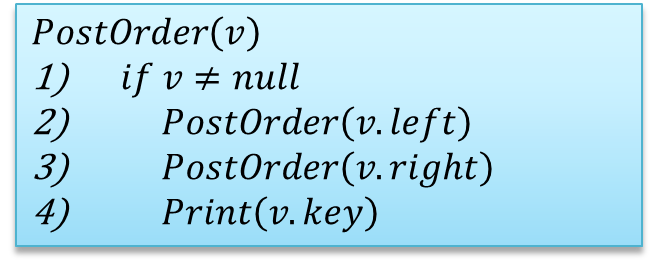 PostOrder(v)
1) if v ≠ null
2) PostOrder(v.left)
3) PostOrder(v.right)
4) Print(v.key)